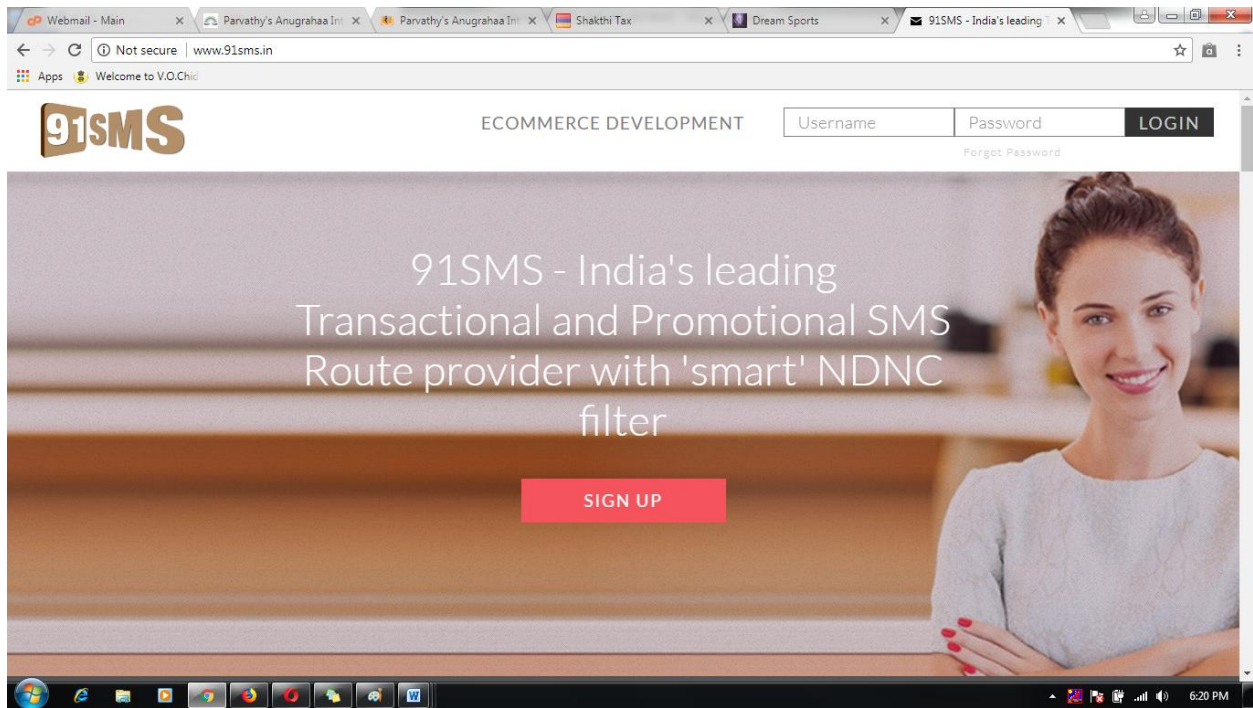 Webmail - Main
Parvathy's Anugrahaa Int
Parvathy's Anugrahaa Int
Shakthi Tax
Dream Sports
91SMS - India's leading T
Not secure | www.91sms.in
Apps
Welcome to V.O.Chid
91SMS
ECOMMERCE DEVELOPMENT
Username
Password
LOGIN
Forgot Password
91SMS - India's leading
Transactional and Promotional SMS
Route provider with 'smart' NDNC
filter
SIGN UP
6:20 PM